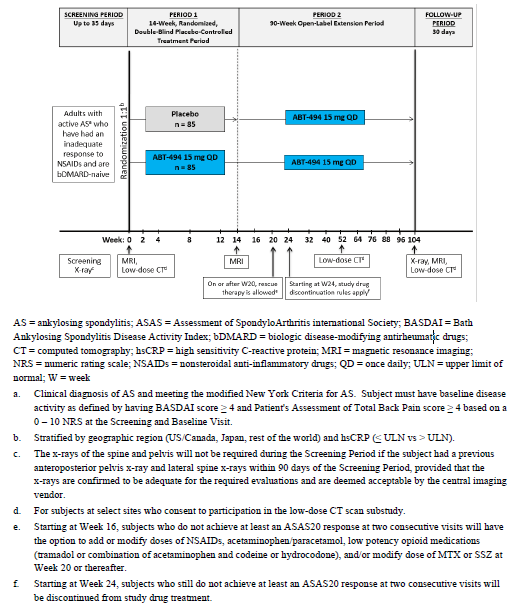 SCREENING PERIOD
Up to 35 days
PERIOD 1
14-Week, Randomized,
Double-Blind Placebo-Controlled
Treatment Period
PERIOD 2
90-Week Open-Label Extension Period
FOLLOW-UP
PERIOD
30 days
Adults with
active ASᵃ who
have had an
inadequate
response to
NSAIDs and are
bDMARD-naive
Randomization 1:1ᵇ
Placebo
n = 85
ABT-494 15 mg QD
n = 85
ABT-494 15 mg QD
ABT-494 15 mg QD
Week: 0 2 4 8 12 14 16 20 24 32 40 52 64 76 88 96 104
Screening
X-rayᶜ
MRI,
Low-dose CTᵈ
MRI
Low-dose CTᵈ
X-ray, MRI,
Low-dose CTᵈ
On or after W20, rescue
therapy is allowedᵉ
Starting at W24, study drug
discontinuation rules applyᶠ
AS = ankylosing spondylitis; ASAS = Assessment of SpondyloArthritis international Society; BASDAI = Bath
Ankylosing Spondylitis Disease Activity Index; bDMARD = biologic disease-modifying antirheumatic drugs;
CT = computed tomography; hsCRP = high sensitivity C-reactive protein; MRI = magnetic resonance imaging;
NRS = numeric rating scale; NSAIDs = nonsteroidal anti-inflammatory drugs; QD = once daily; ULN = upper limit of
normal; W = week
a. Clinical diagnosis of AS and meeting the modified New York Criteria for AS. Subject must have baseline disease
activity as defined by having BASDAI score ≥ 4 and Patient's Assessment of Total Back Pain score ≥ 4 based on a
0 – 10 NRS at the Screening and Baseline Visit.
b. Stratified by geographic region (US/Canada, Japan, rest of the world) and hsCRP (≤ ULN vs > ULN).
c. The x-rays of the spine and pelvis will not be required during the Screening Period if the subject had a previous
anteroposterior pelvis x-ray and lateral spine x-rays within 90 days of the Screening Period, provided that the
x-rays are confirmed to be adequate for the required evaluations and are deemed acceptable by the central imaging
vendor.
d. For subjects at select sites who consent to participation in the low-dose CT scan substudy.
e. Starting at Week 16, subjects who do not achieve at least an ASAS20 response at two consecutive visits will have
the option to add or modify doses of NSAIDs, acetaminophen/paracetamol, low potency opioid medications
(tramadol or combination of acetaminophen and codeine or hydrocodone), and/or modify dose of MTX or SSZ at
Week 20 or thereafter.
f. Starting at Week 24, subjects who still do not achieve at least an ASAS20 response at two consecutive visits will
be discontinued from study drug treatment.